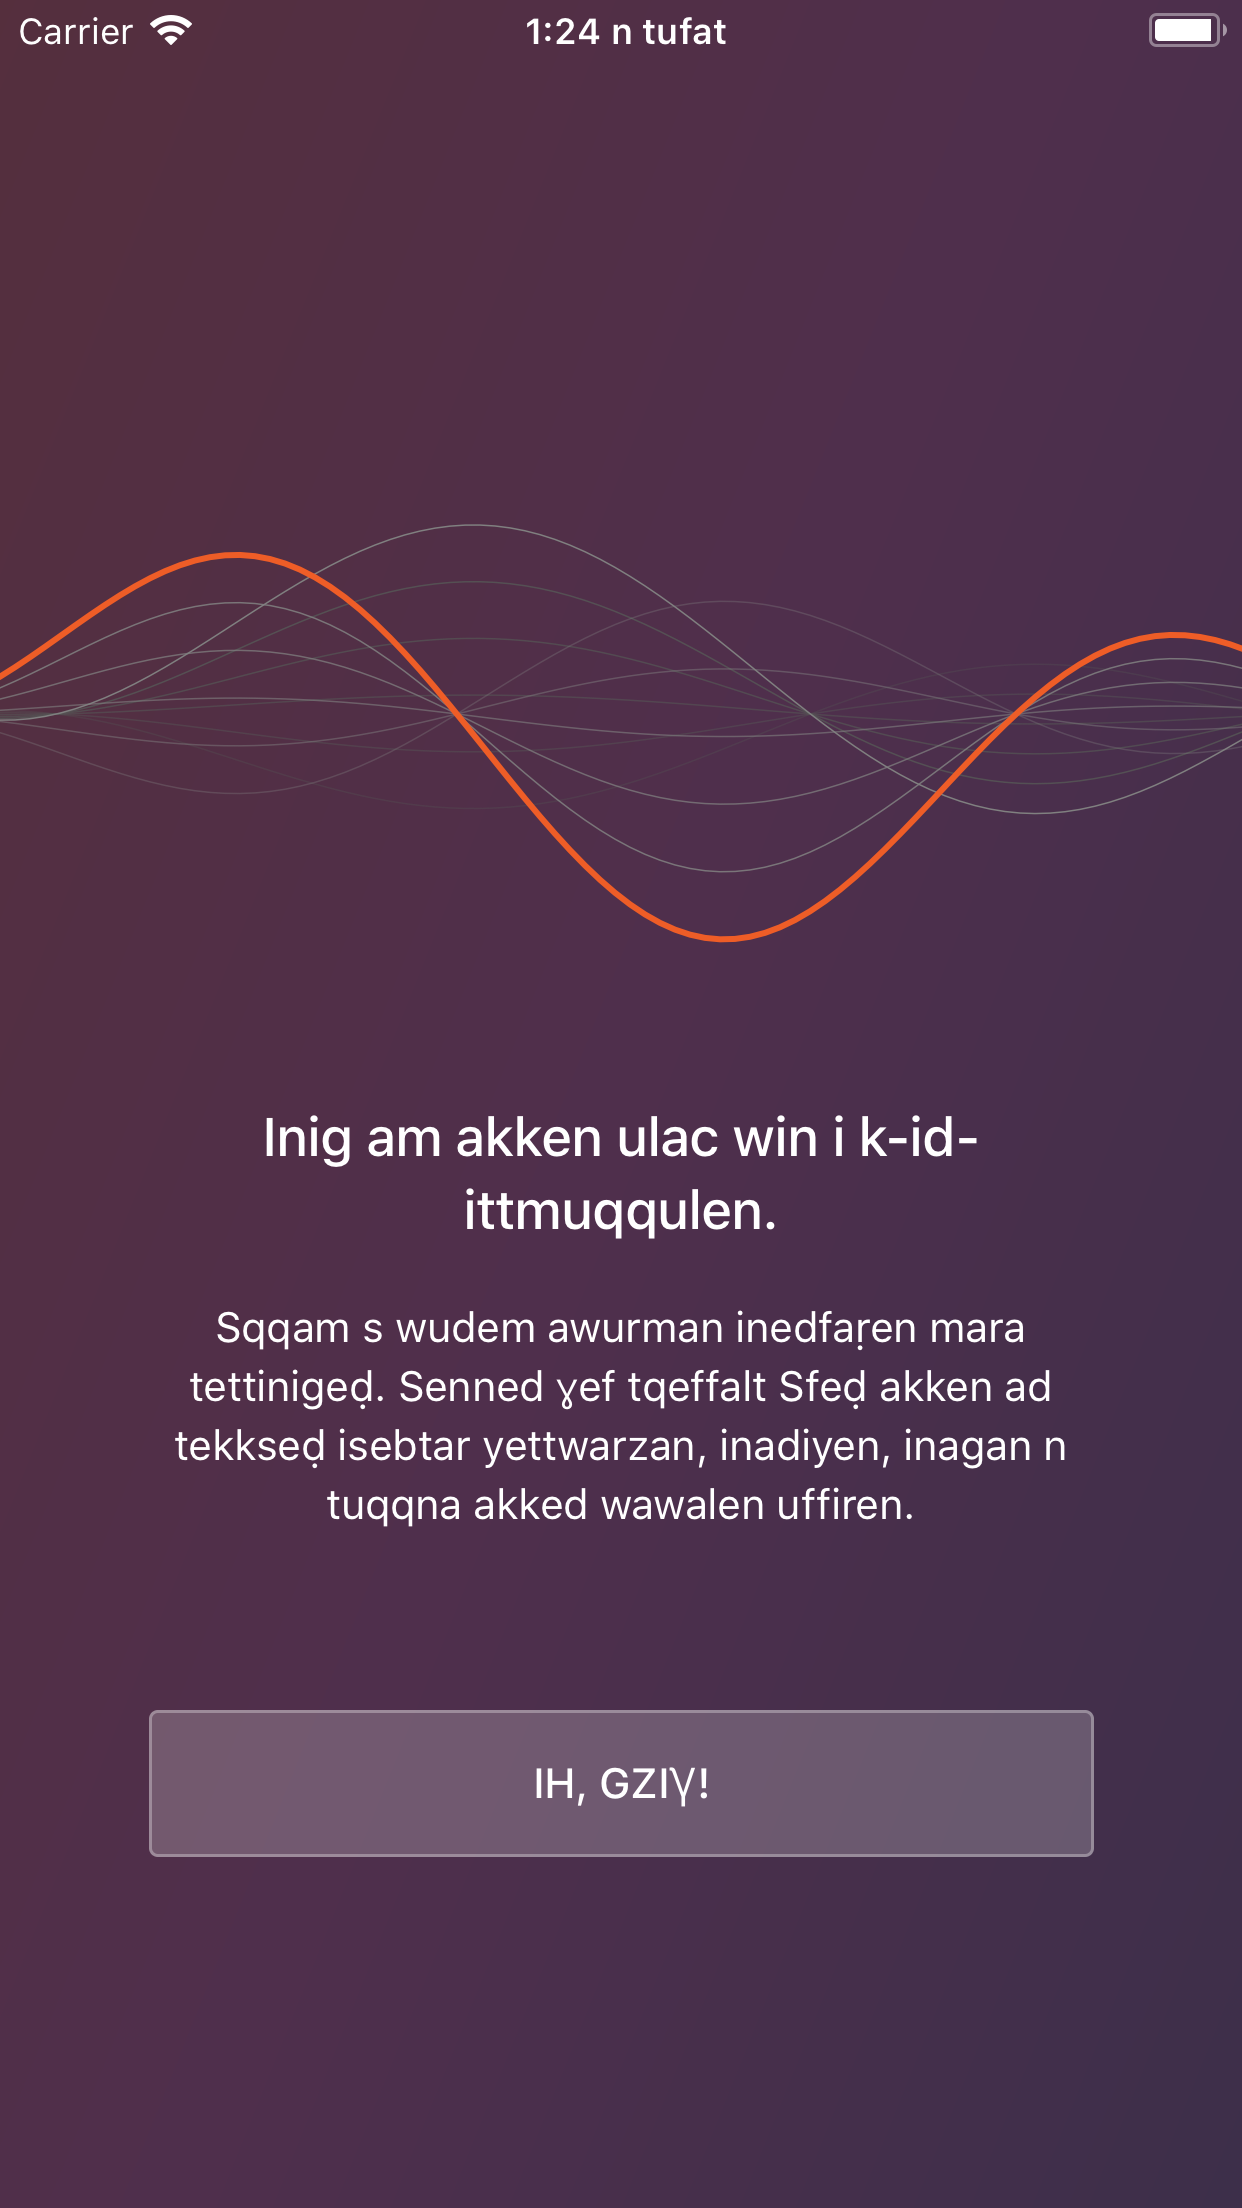 Carrier 1:24 n tufat
Inig am akken ulac win i k-id-
ittmuqqulen.
Sqqam s wudem awurman inedfaṛen mara
tettinigeḍ. Senned ɣef tqeffalt Sfeḍ akken ad
tekkseḍ isebtar yettwarzan, inadiyen, inagan n
tuqqna akked wawalen uffiren.
IH, GZIƔ!